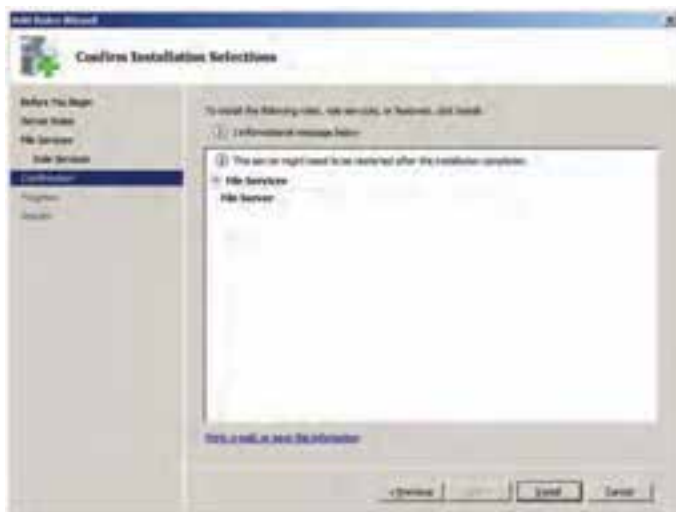 Add Roles Wizard
Confirm Installation Selections
Before You Begin
Server Roles
File Services
Role Services
Confirmation
Progress
Results
To install the following roles, role services, or features, click Install.
1 informational message below
This server might need to be restarted after the installation completes.
File Services
File Server
Print, e-mail, or save this information
< Previous
Install
Cancel